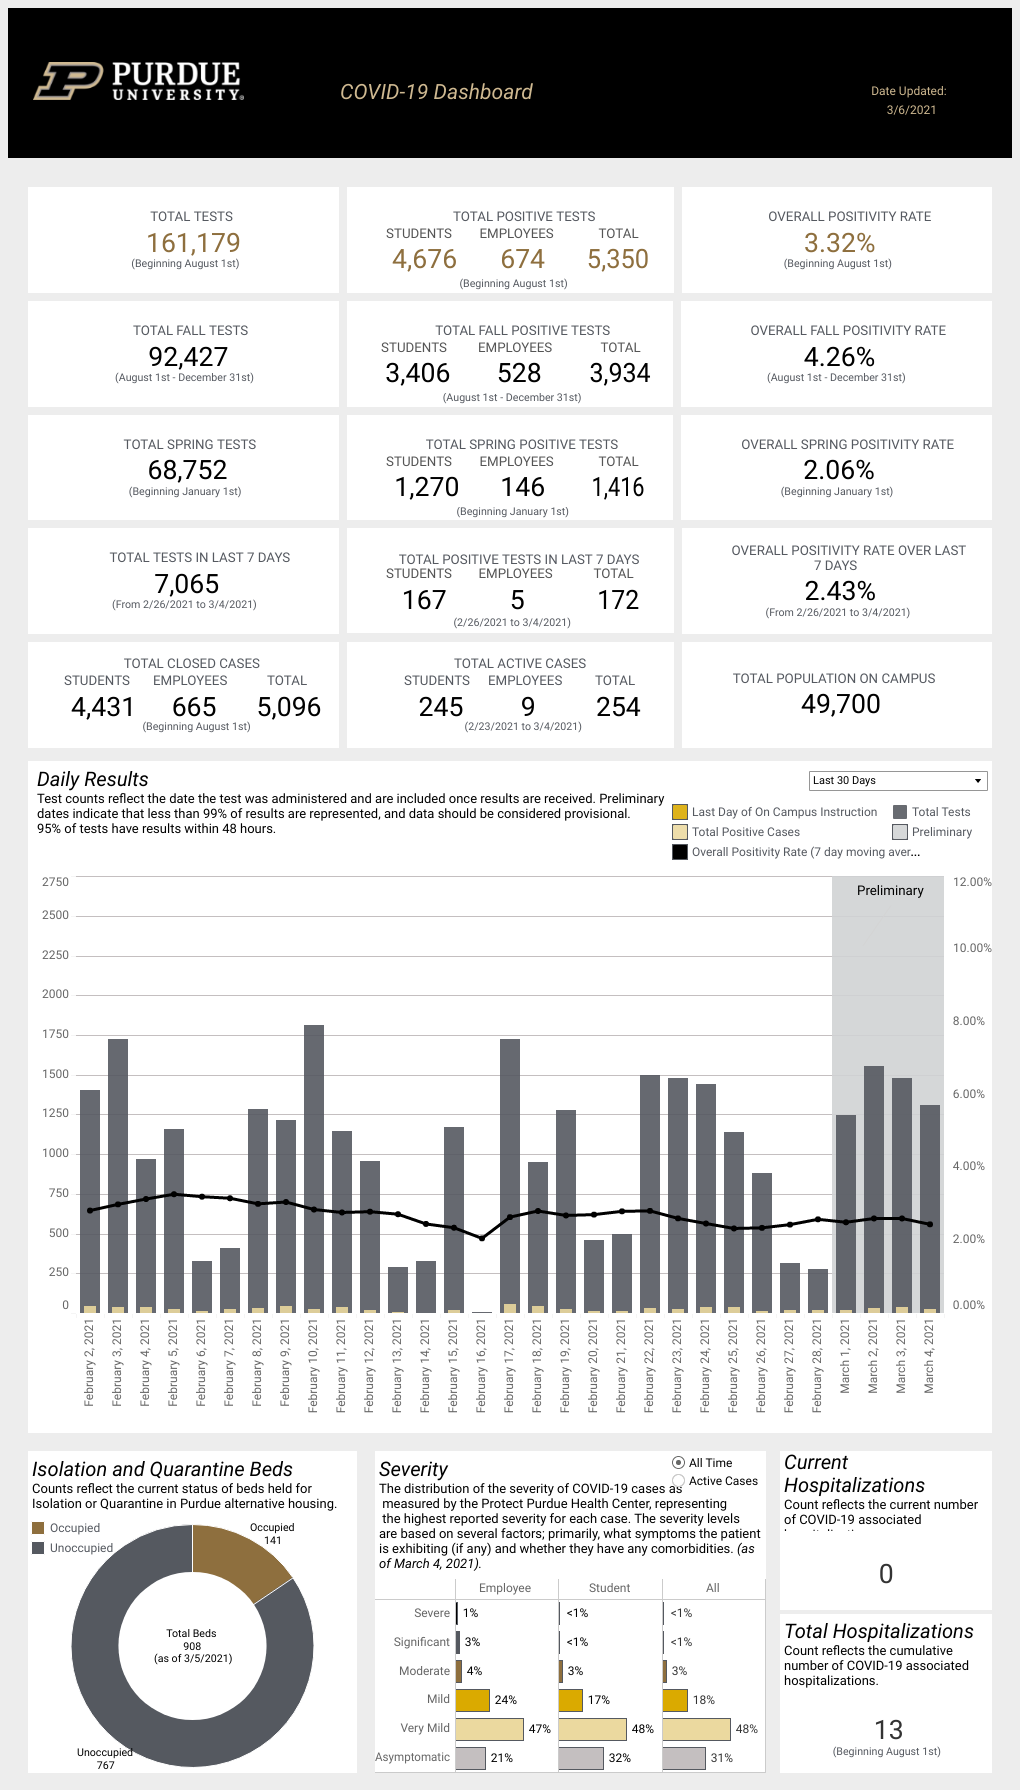 PURDUE
UNIVERSITY®
COVID-19 Dashboard
Date Updated:
3/6/2021
TOTAL TESTS
161,179
(Beginning August 1st)
TOTAL POSITIVE TESTS
STUDENTS EMPLOYEES TOTAL
4,676 674 5,350
(Beginning August 1st)
OVERALL POSITIVITY RATE
3.32%
(Beginning August 1st)
TOTAL FALL TESTS
92,427
(August 1st - December 31st)
TOTAL FALL POSITIVE TESTS
STUDENTS EMPLOYEES TOTAL
3,406 528 3,934
(August 1st - December 31st)
OVERALL FALL POSITIVITY RATE
4.26%
(August 1st - December 31st)
TOTAL SPRING TESTS
68,752
(Beginning January 1st)
TOTAL SPRING POSITIVE TESTS
STUDENTS EMPLOYEES TOTAL
1,270 146 1,416
(Beginning January 1st)
OVERALL SPRING POSITIVITY RATE
2.06%
(Beginning January 1st)
TOTAL TESTS IN LAST 7 DAYS
7,065
(From 2/26/2021 to 3/4/2021)
TOTAL POSITIVE TESTS IN LAST 7 DAYS
STUDENTS EMPLOYEES TOTAL
167 5 172
(2/26/2021 to 3/4/2021)
OVERALL POSITIVITY RATE OVER LAST
7 DAYS
2.43%
(From 2/26/2021 to 3/4/2021)
TOTAL CLOSED CASES
STUDENTS EMPLOYEES TOTAL
4,431 665 5,096
(Beginning August 1st)
TOTAL ACTIVE CASES
STUDENTS EMPLOYEES TOTAL
245 9 254
(2/23/2021 to 3/4/2021)
TOTAL POPULATION ON CAMPUS
49,700
Daily Results
Test counts reflect the date the test was administered and are included once results are received. Preliminary
dates indicate that less than 99% of results are represented, and data should be considered provisional.
95% of tests have results within 48 hours.
Last 30 Days
Last Day of On Campus Instruction
Total Tests
Total Positive Cases
Preliminary
Overall Positivity Rate (7 day moving aver...
Preliminary
2750
2500
2250
2000
1750
1500
1250
1000
750
500
250
0
12.00%
10.00%
8.00%
6.00%
4.00%
2.00%
0.00%
February 2, 2021
February 3, 2021
February 4, 2021
February 5, 2021
February 6, 2021
February 7, 2021
February 8, 2021
February 9, 2021
February 10, 2021
February 11, 2021
February 12, 2021
February 13, 2021
February 14, 2021
February 15, 2021
February 16, 2021
February 17, 2021
February 18, 2021
February 19, 2021
February 20, 2021
February 21, 2021
February 22, 2021
February 23, 2021
February 24, 2021
February 25, 2021
February 26, 2021
February 27, 2021
February 28, 2021
March 1, 2021
March 2, 2021
March 3, 2021
March 4, 2021
Isolation and Quarantine Beds
Counts reflect the current status of beds held for
Isolation or Quarantine in Purdue alternative housing.
Occupied
Unoccupied
Occupied
141
Total Beds
908
(as of 3/5/2021)
Unoccupied
767
Severity
All Time
Active Cases
The distribution of the severity of COVID-19 cases as
measured by the Protect Purdue Health Center, representing
the highest reported severity for each case. The severity levels
are based on several factors; primarily, what symptoms the patient
is exhibiting (if any) and whether they have any comorbidities. (as
of March 4, 2021).
Employee Student All
Severe 1% <1% <1%
Significant 3% <1% <1%
Moderate 4% 3% 3%
Mild 24% 17% 18%
Very Mild 47% 48% 48%
Asymptomatic 21% 32% 31%
Current
Hospitalizations
Count reflects the current number
of COVID-19 associated
0
Total Hospitalizations
Count reflects the cumulative
number of COVID-19 associated
hospitalizations.
13
(Beginning August 1st)